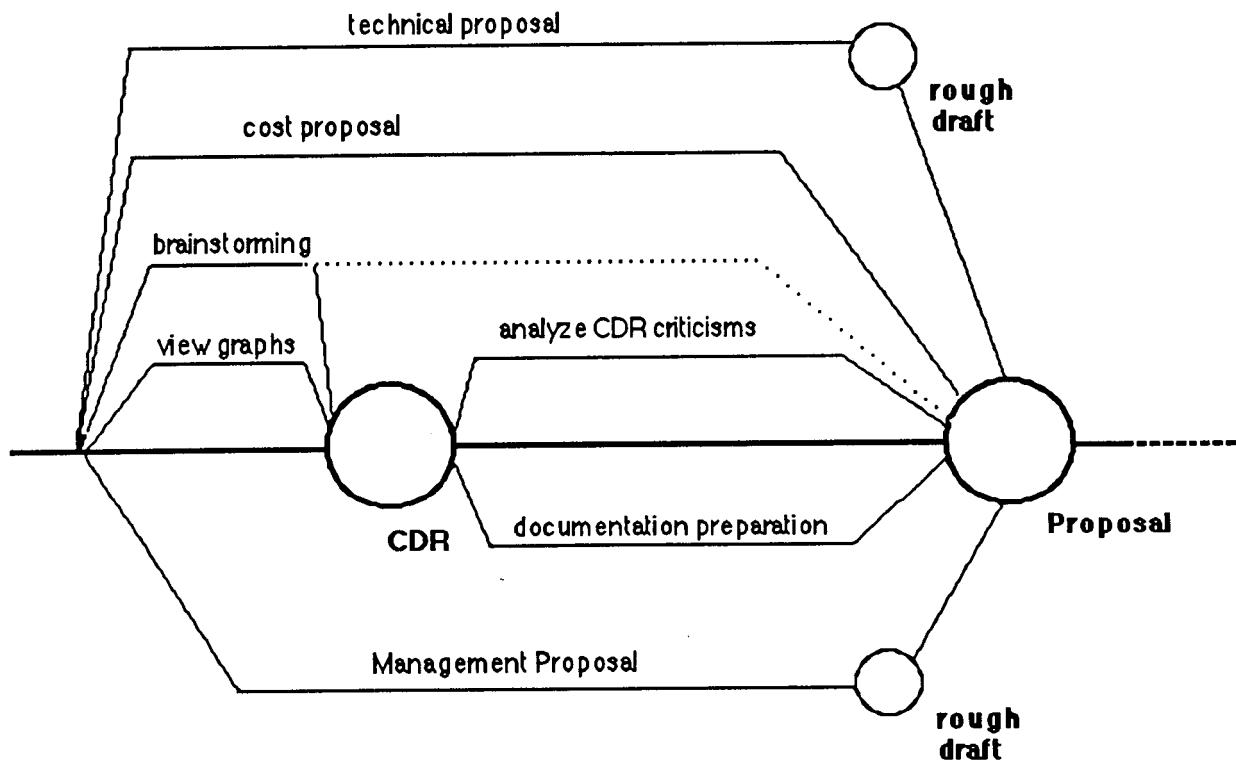 technical proposal
rough
draft
cost proposal
brainstorming
analyze CDR criticisms
view graphs
CDR
documentation preparation
Proposal
Management Proposal
rough
draft